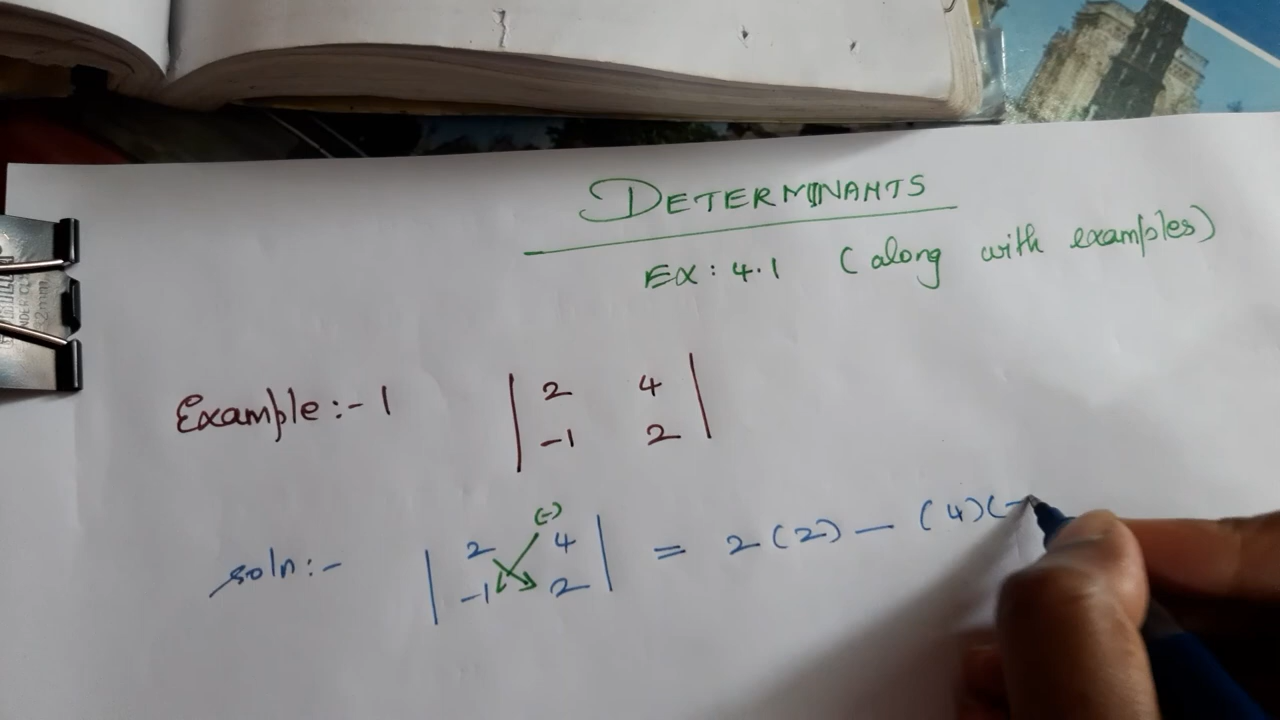 DETERMINANTS
EX: 4.1 (along with examples)
Example:-1 | 2 4 |
| -1 2 |
soln:- | 2 (-) 4 | = 2(2) - (4)(-
| -1 2 |